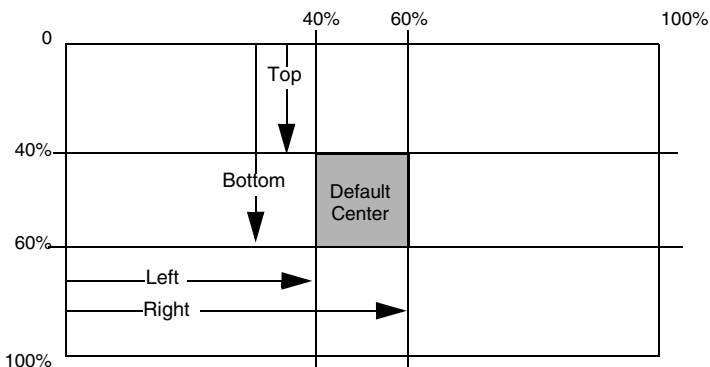 40% 60% 100%
0
Top
40%
Bottom
Default
Center
60%
Left
Right
100%